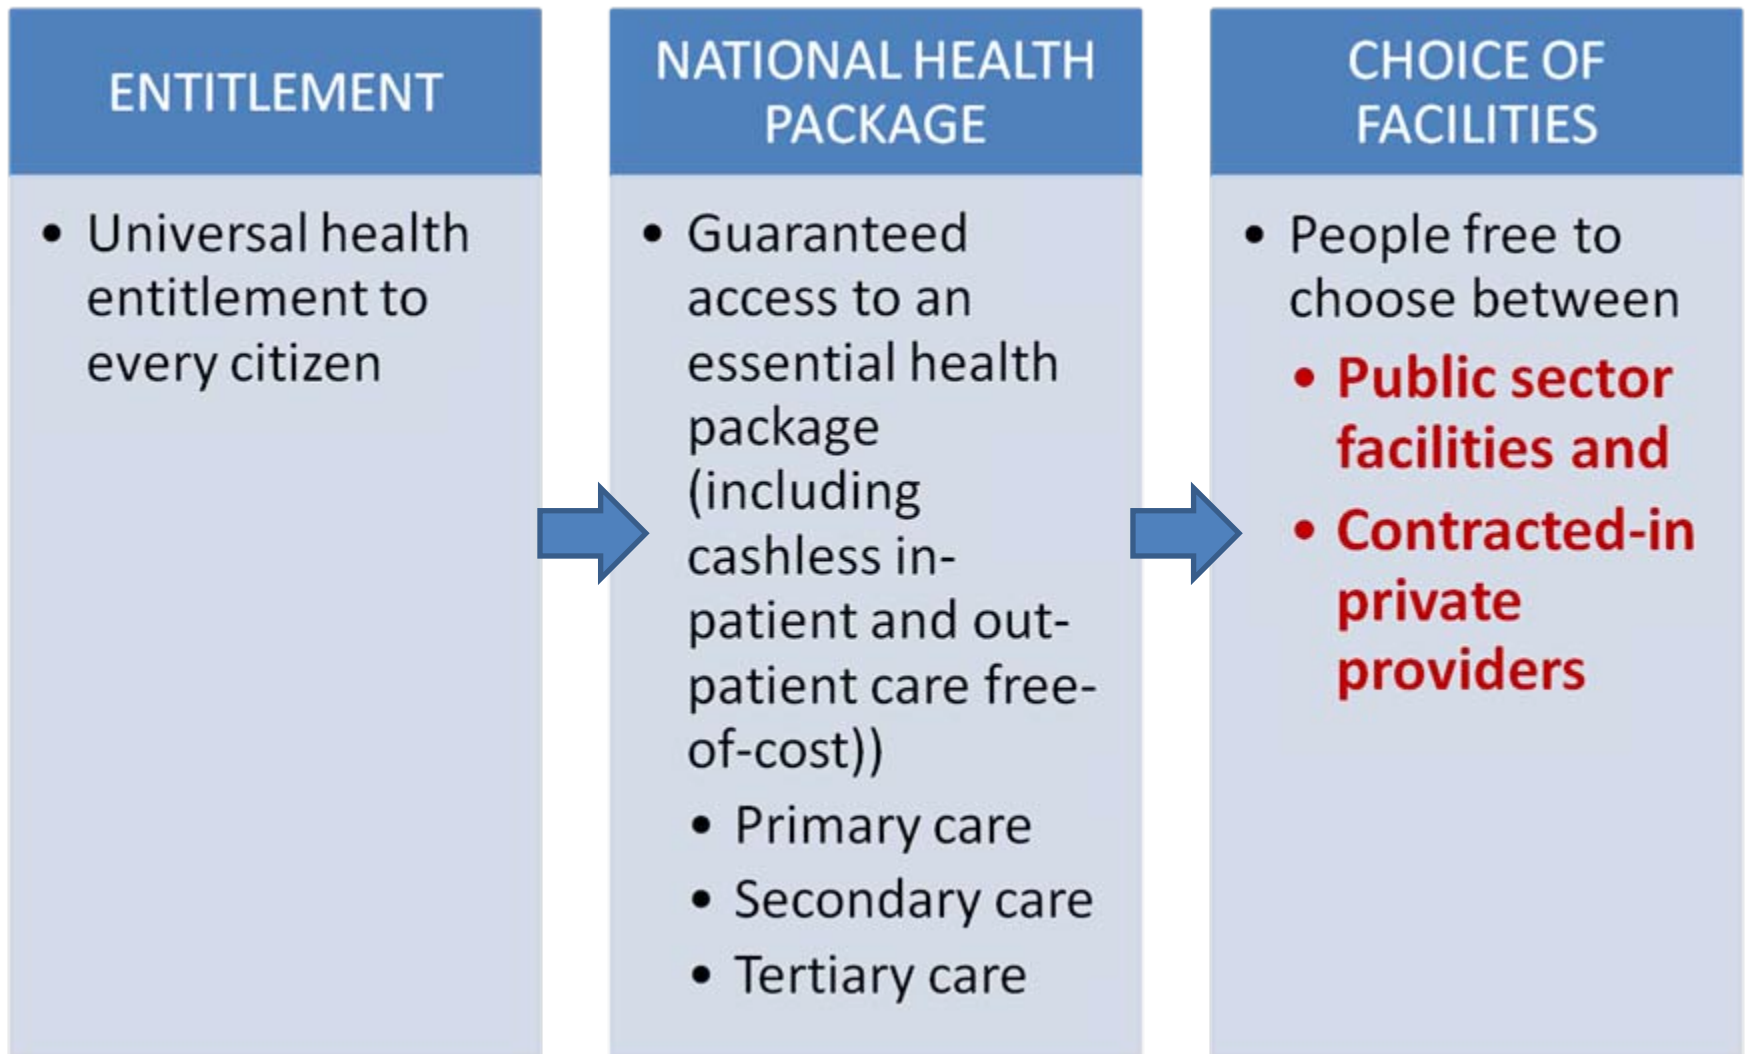 ENTITLEMENT
• Universal health
entitlement to
every citizen
NATIONAL HEALTH
PACKAGE
• Guaranteed
access to an
essential health
package
(including
cashless in-
patient and out-
patient care free-
of-cost))
• Primary care
• Secondary care
• Tertiary care
CHOICE OF
FACILITIES
• People free to
choose between
• Public sector
facilities and
• Contracted-in
private
providers